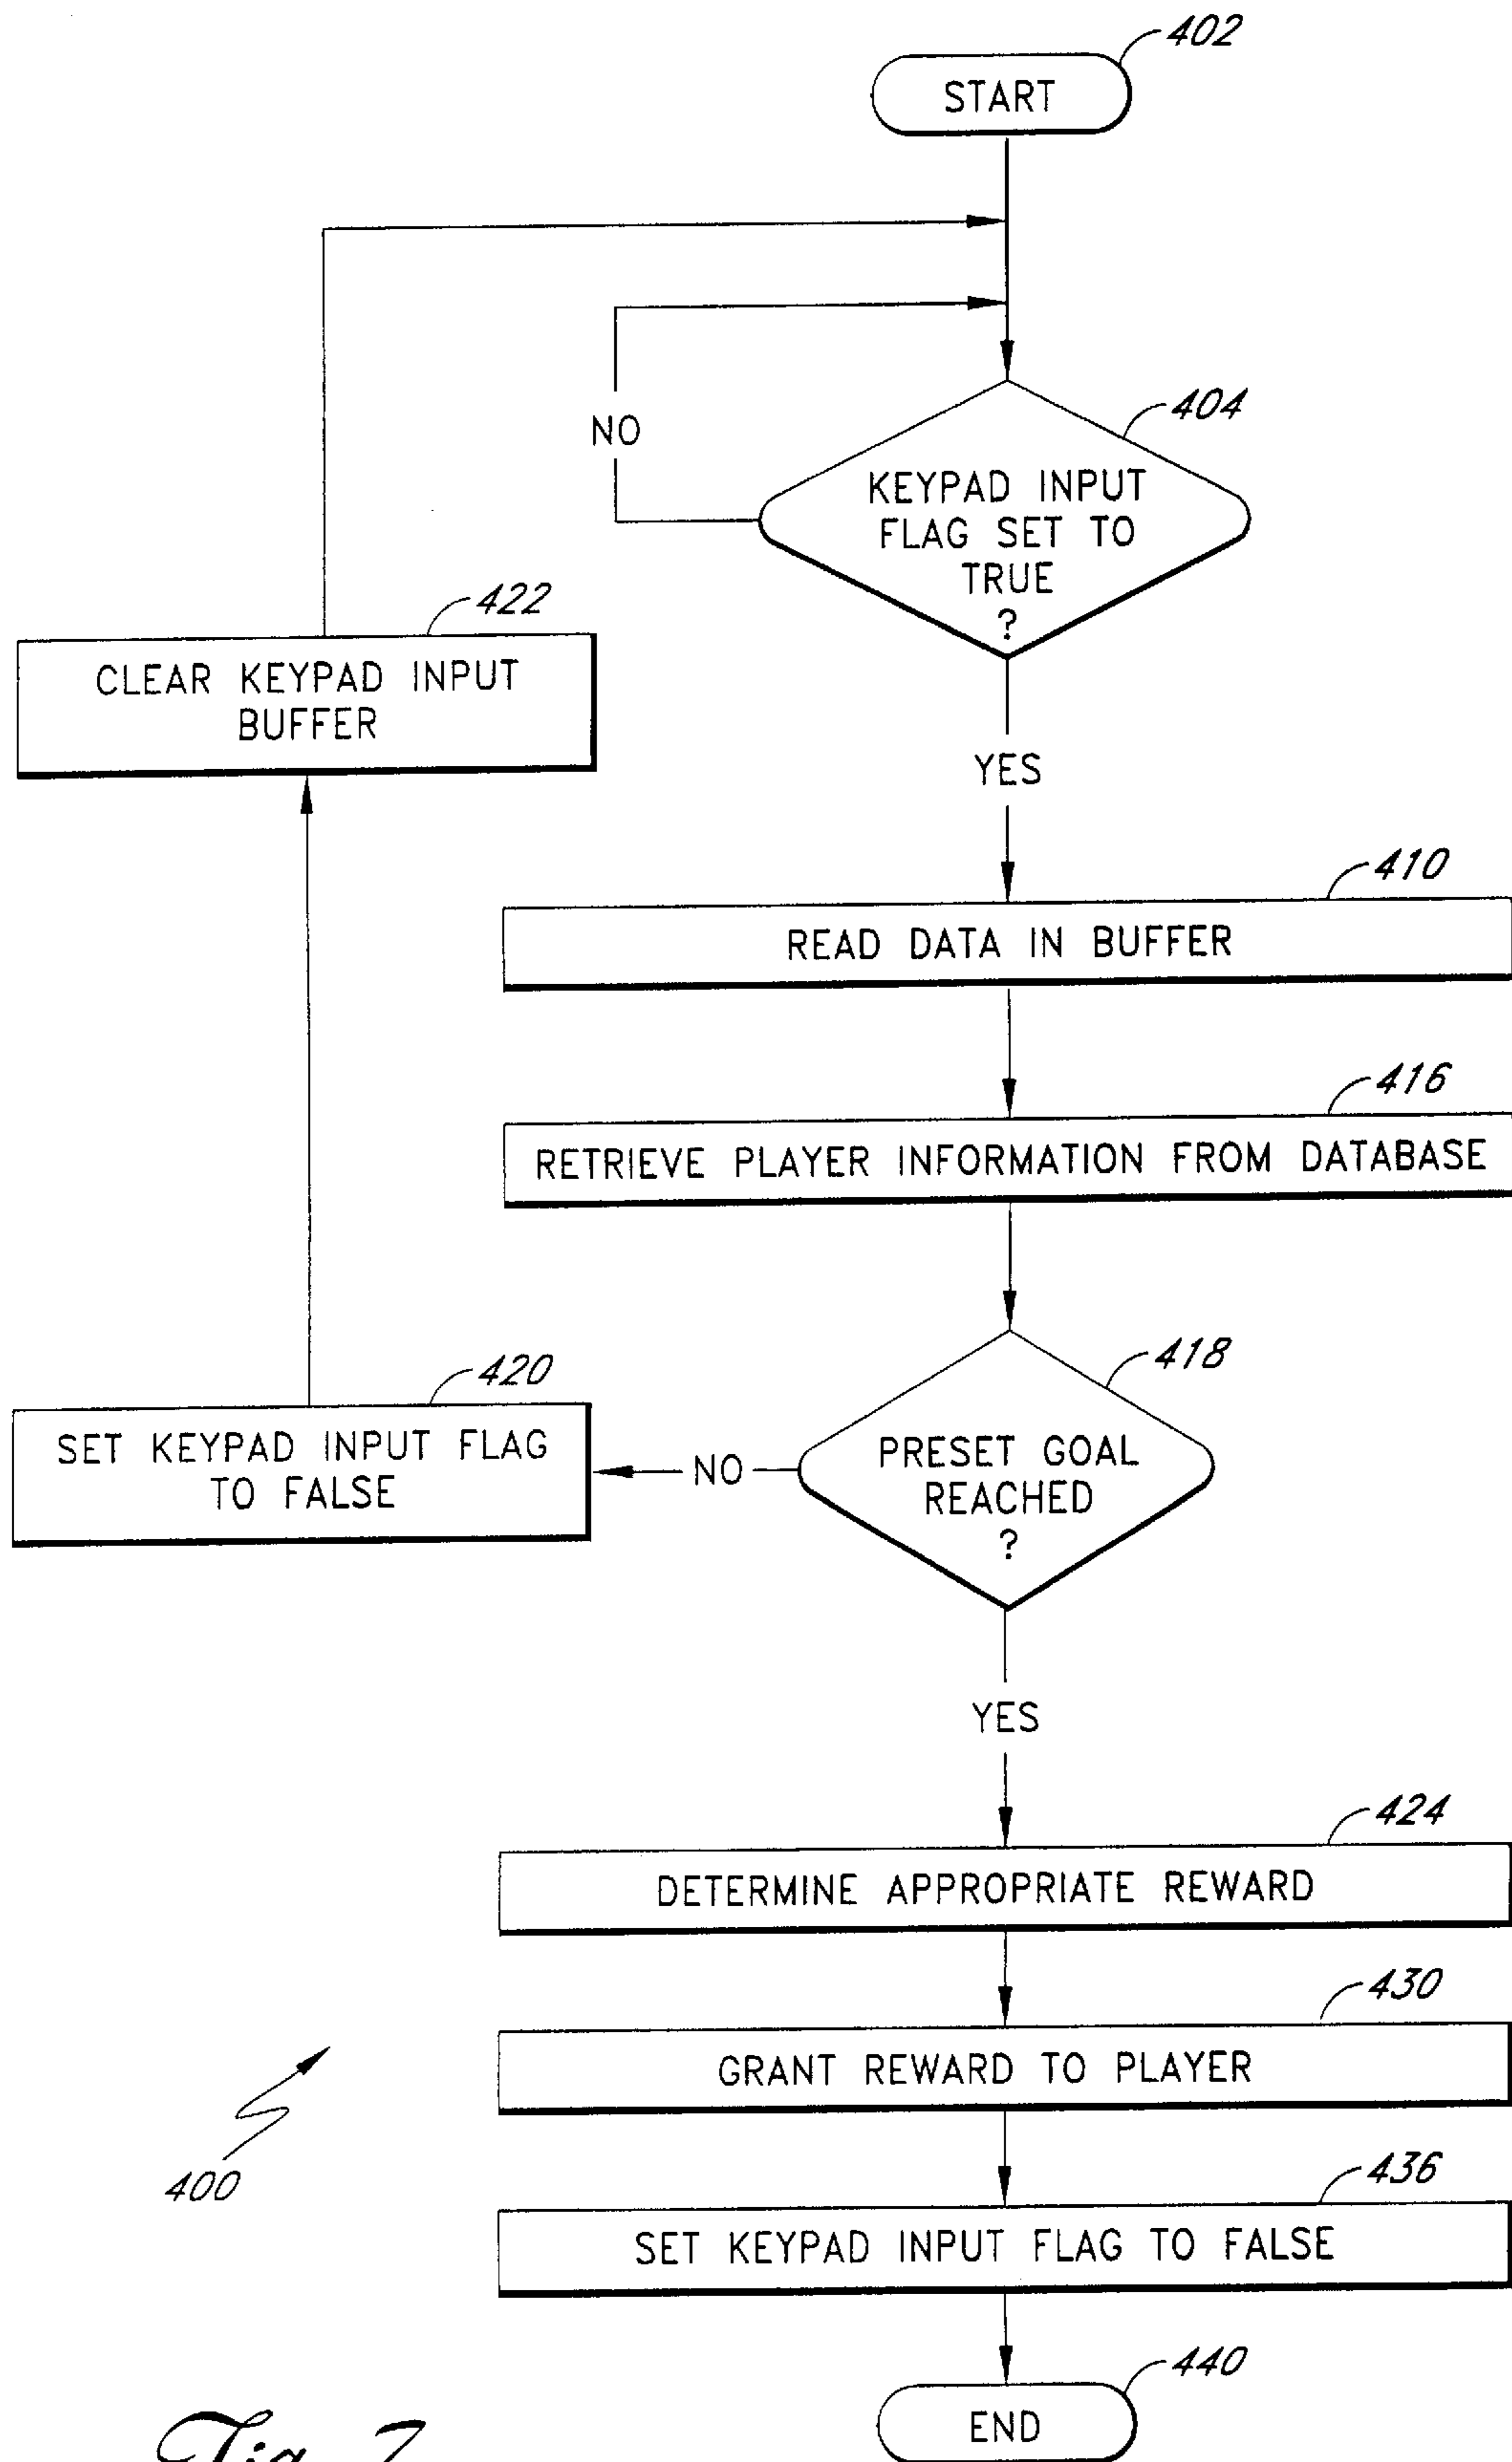 402
START
NO
404
KEYPAD INPUT
FLAG SET TO
TRUE
?
422
CLEAR KEYPAD INPUT
BUFFER
YES
410
READ DATA IN BUFFER
416
RETRIEVE PLAYER INFORMATION FROM DATABASE
418
PRESET GOAL
REACHED
?
NO
420
SET KEYPAD INPUT FLAG
TO FALSE
YES
424
DETERMINE APPROPRIATE REWARD
430
GRANT REWARD TO PLAYER
400
436
SET KEYPAD INPUT FLAG TO FALSE
440
END
Fig. 7